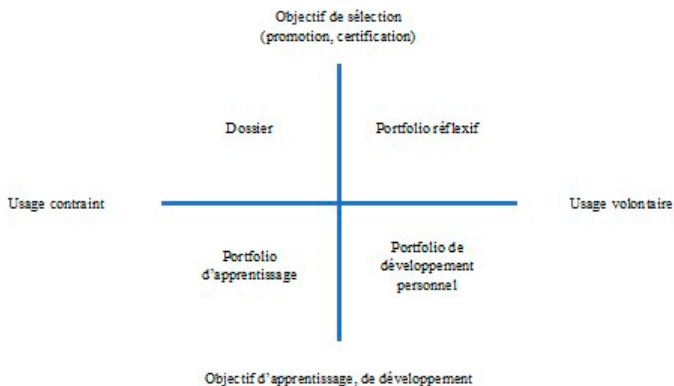 Objectif de sélection
(promotion, certification)
Dossier
Portfolio réflexif
Usage contraint
Usage volontaire
Portfolio
d’apprentissage
Portfolio de
développement
personnel
Objectif d’apprentissage, de développement